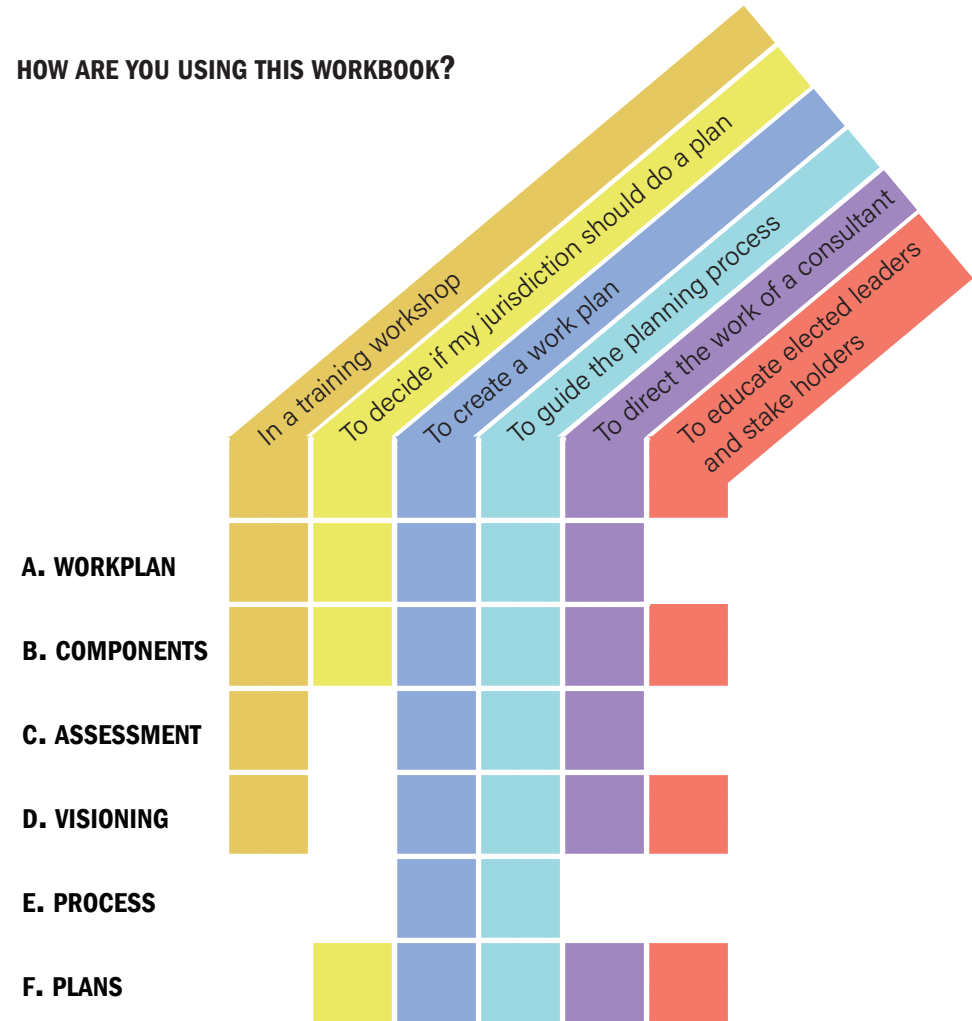 HOW ARE YOU USING THIS WORKBOOK?
In a training workshop
To decide if my jurisdiction should do a plan
To create a work plan
To guide the planning process
To direct the work of a consultant
To educate elected leaders
and stake holders
A. WORKPLAN
B. COMPONENTS
C. ASSESSMENT
D. VISIONING
E. PROCESS
F. PLANS